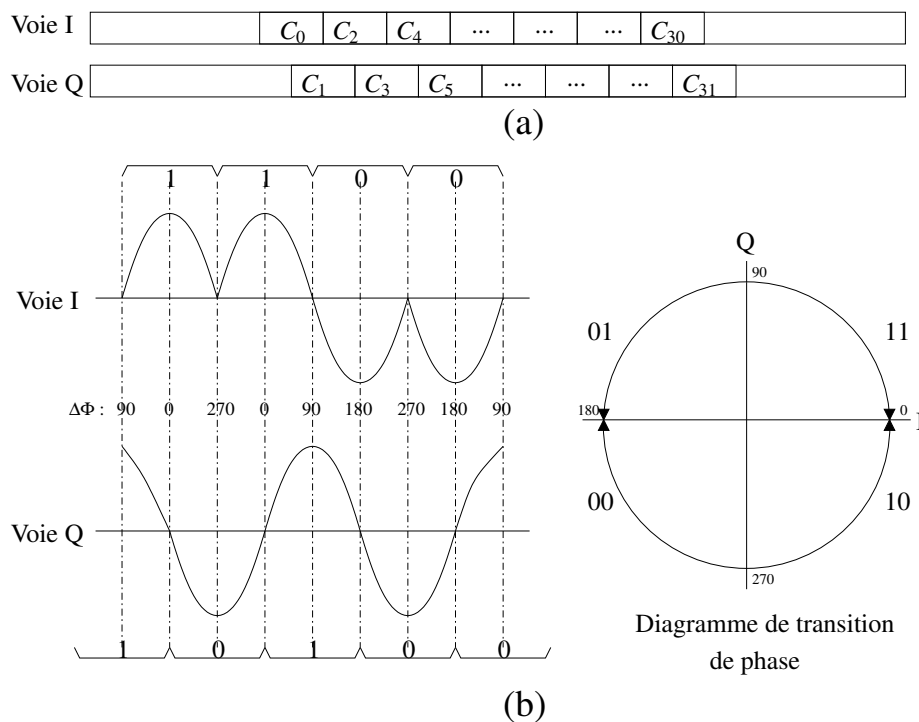 Voie I C0 C2 C4 ... ... ... C30
Voie Q C1 C3 C5 ... ... ... C31
(a)
1 1 0 0
Voie I
ΔΦ : 90 0 270 0 90 180 270 180 90
Voie Q
1 0 1 0 0
Q
90
01 11
180 0 I
00 10
270
Diagramme de transition
de phase
(b)